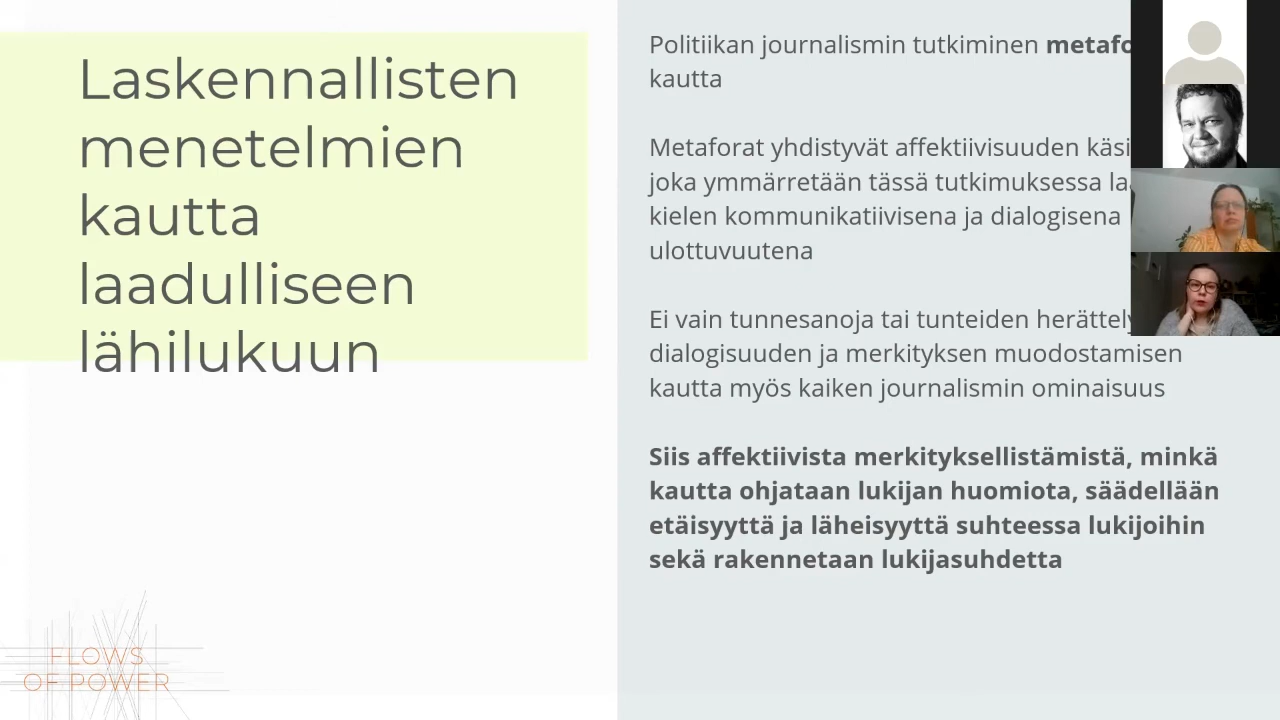 Laskennallisten
menetelmien
kautta
laadulliseen
lähilukuun
Politiikan journalismin tutkiminen
kautta
Metaforat yhdistyvät affektiivisuuden
joka ymmärretään tässä tutkimuksessa
kielen kommunikatiivisena ja dialogisena
ulottuvuutena
Ei vain tunnesanoja tai tunteiden
dialogisuuden ja merkityksen muodostamisen
kautta myös kaiken journalismin ominaisuus
Siis affektiivista merkityksellistämistä, minkä
kautta ohjataan lukijan huomiota, säädellään
etäisyyttä ja läheisyyttä suhteessa lukijoihin
sekä rakennetaan lukijasuhdetta
FLOWS
OF POWER